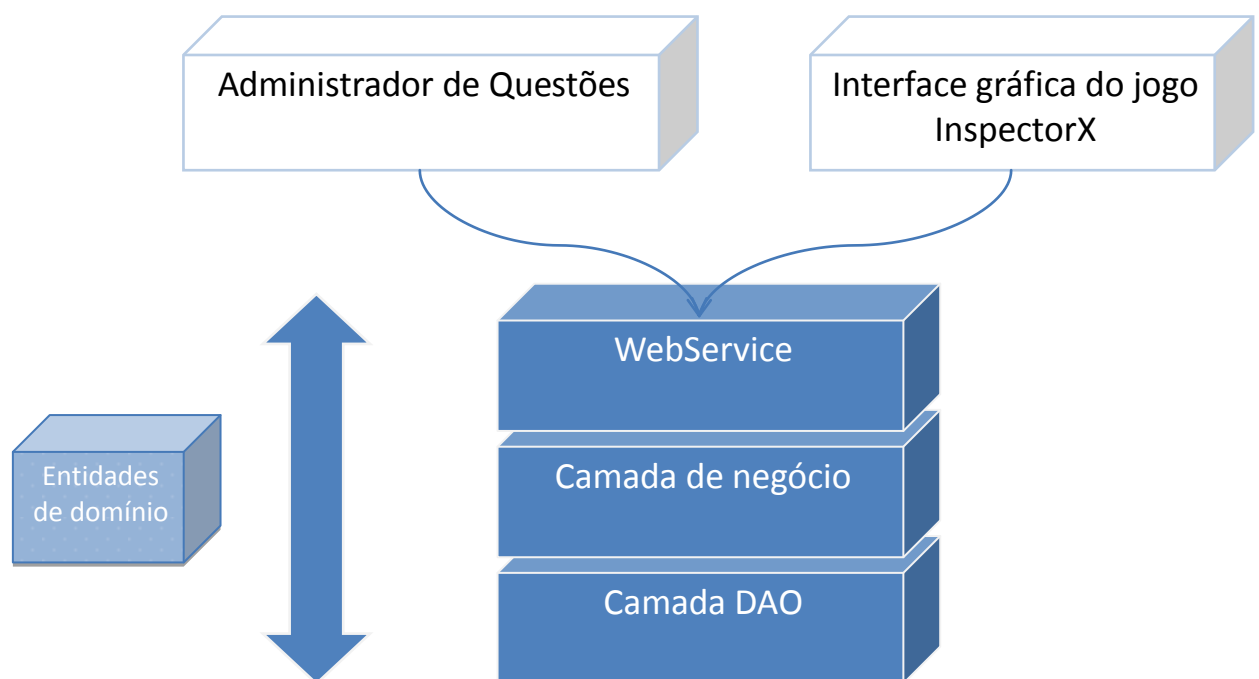 Administrador de Questões
Interface gráfica do jogo
InspectorX
WebService
Camada de negócio
Entidades
de domínio
Camada DAO